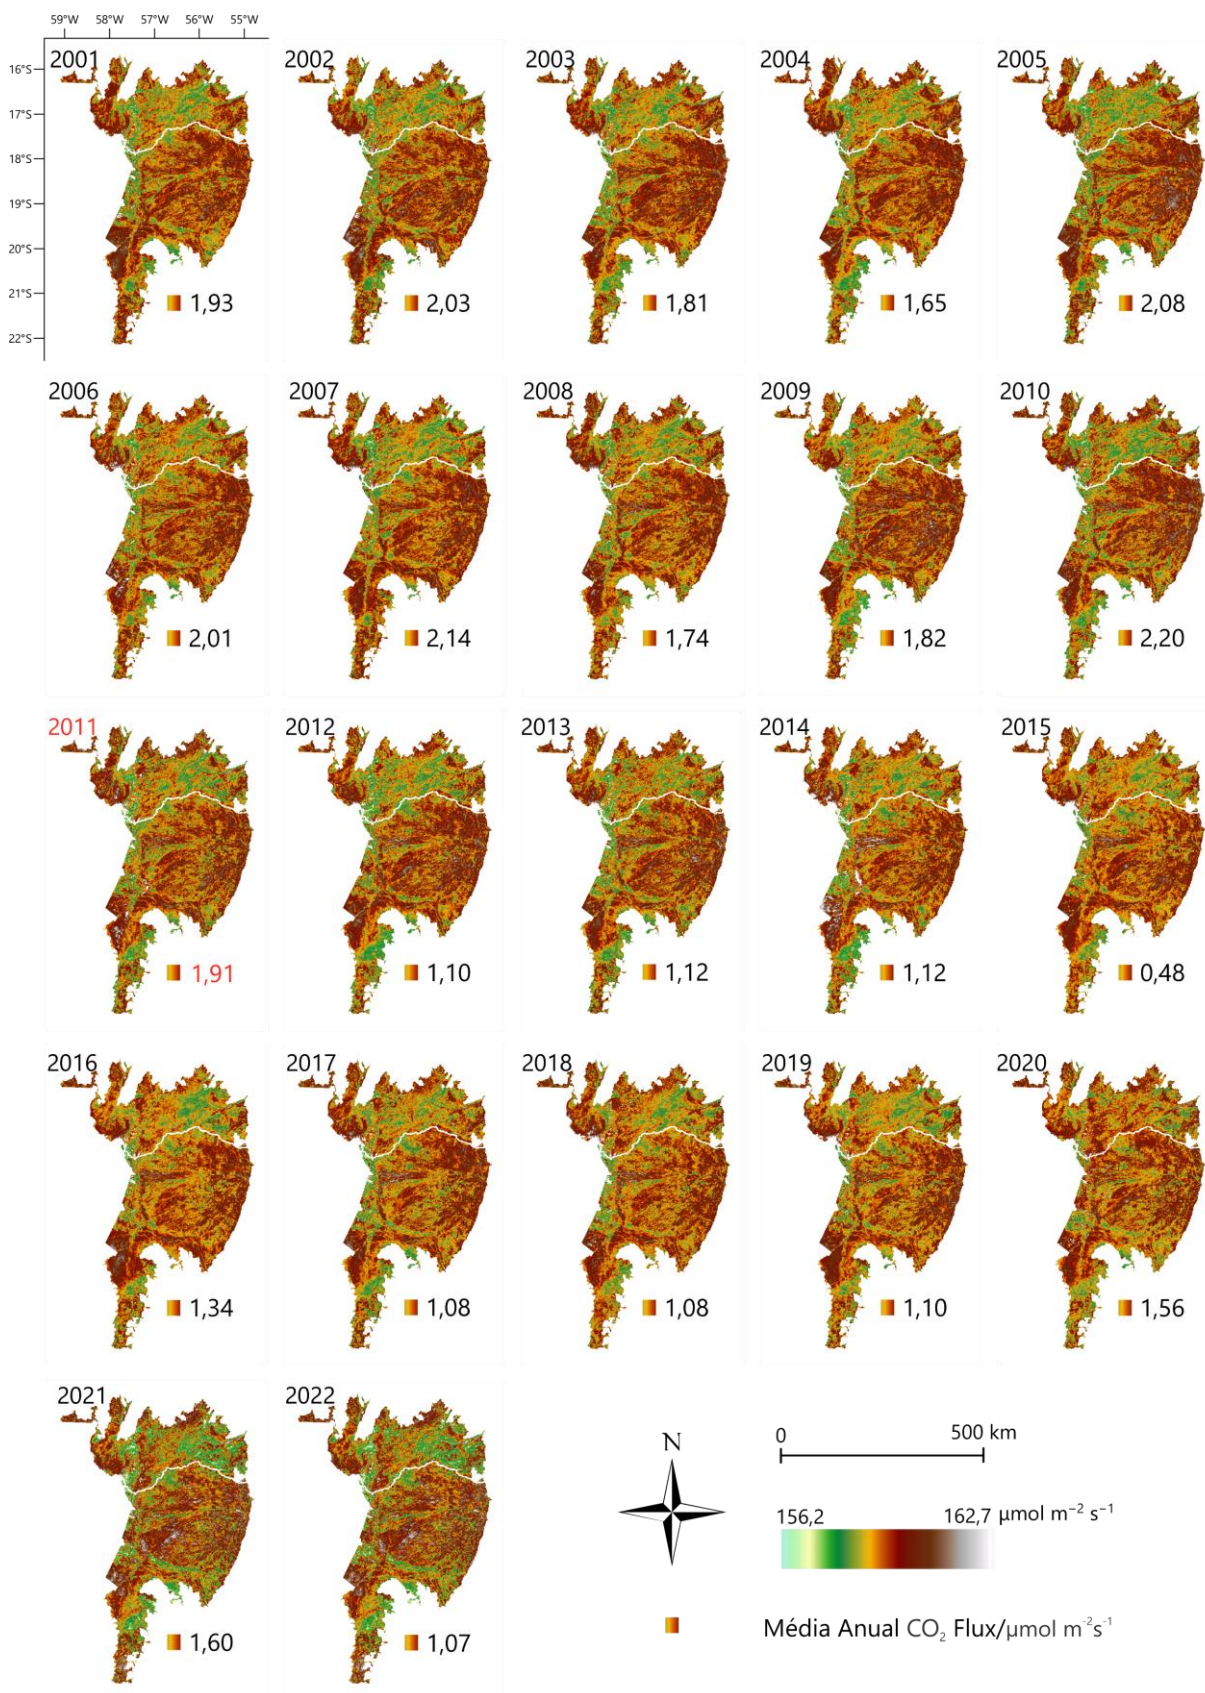 59°W 58°W 57°W 56°W 55°W
16°S
17°S
18°S
19°S
20°S
21°S
22°S
2001 2002 2003 2004 2005
1,93 2,03 1,81 1,65 2,08
2006 2007 2008 2009 2010
2,01 2,14 1,74 1,82 2,20
2011 2012 2013 2014 2015
1,91 1,10 1,12 1,12 0,48
2016 2017 2018 2019 2020
1,34 1,08 1,08 1,10 1,56
2021 2022
1,60 1,07
N
0 500 km
156,2 162,7 µmol m⁻² s⁻¹
Média Anual CO₂ Flux/µmol m⁻²s⁻¹